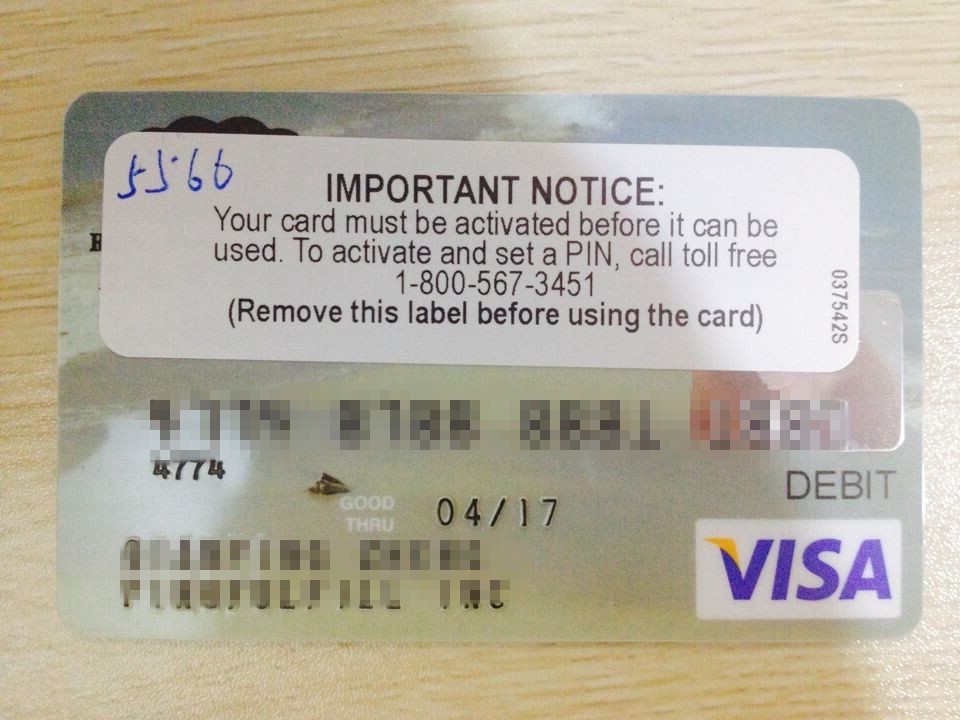 5566
IMPORTANT NOTICE:
Your card must be activated before it can be
used. To activate and set a PIN, call toll free
1-800-567-3451
(Remove this label before using the card)
037542S
4774
DEBIT
GOOD
THRU
04/17
VISA